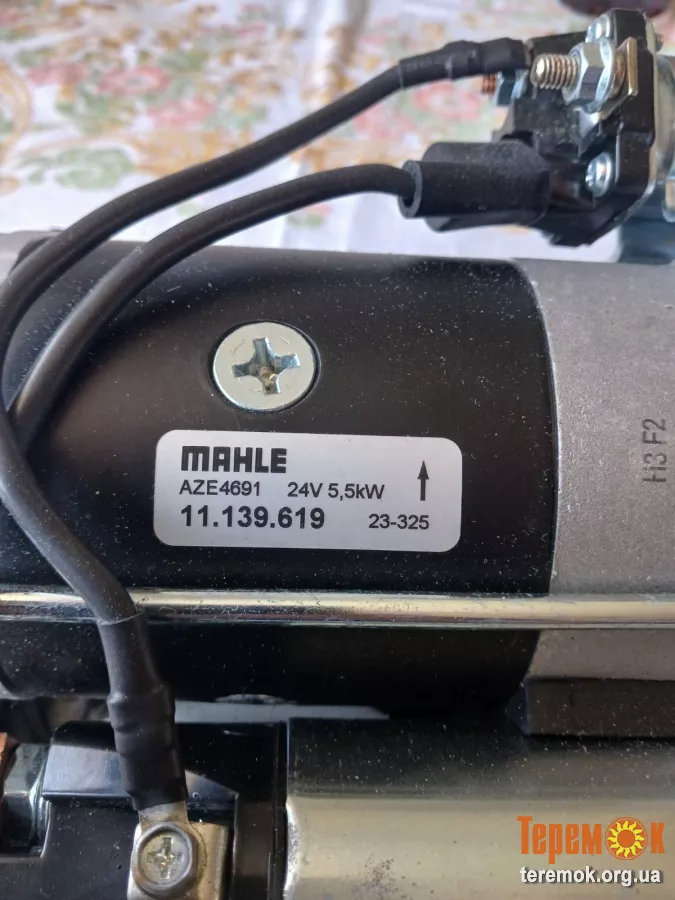 MAHLE
AZE4691 24V 5,5kW
11.139.619 23-325
H3 F2
ТеремОк
teremok.org.ua